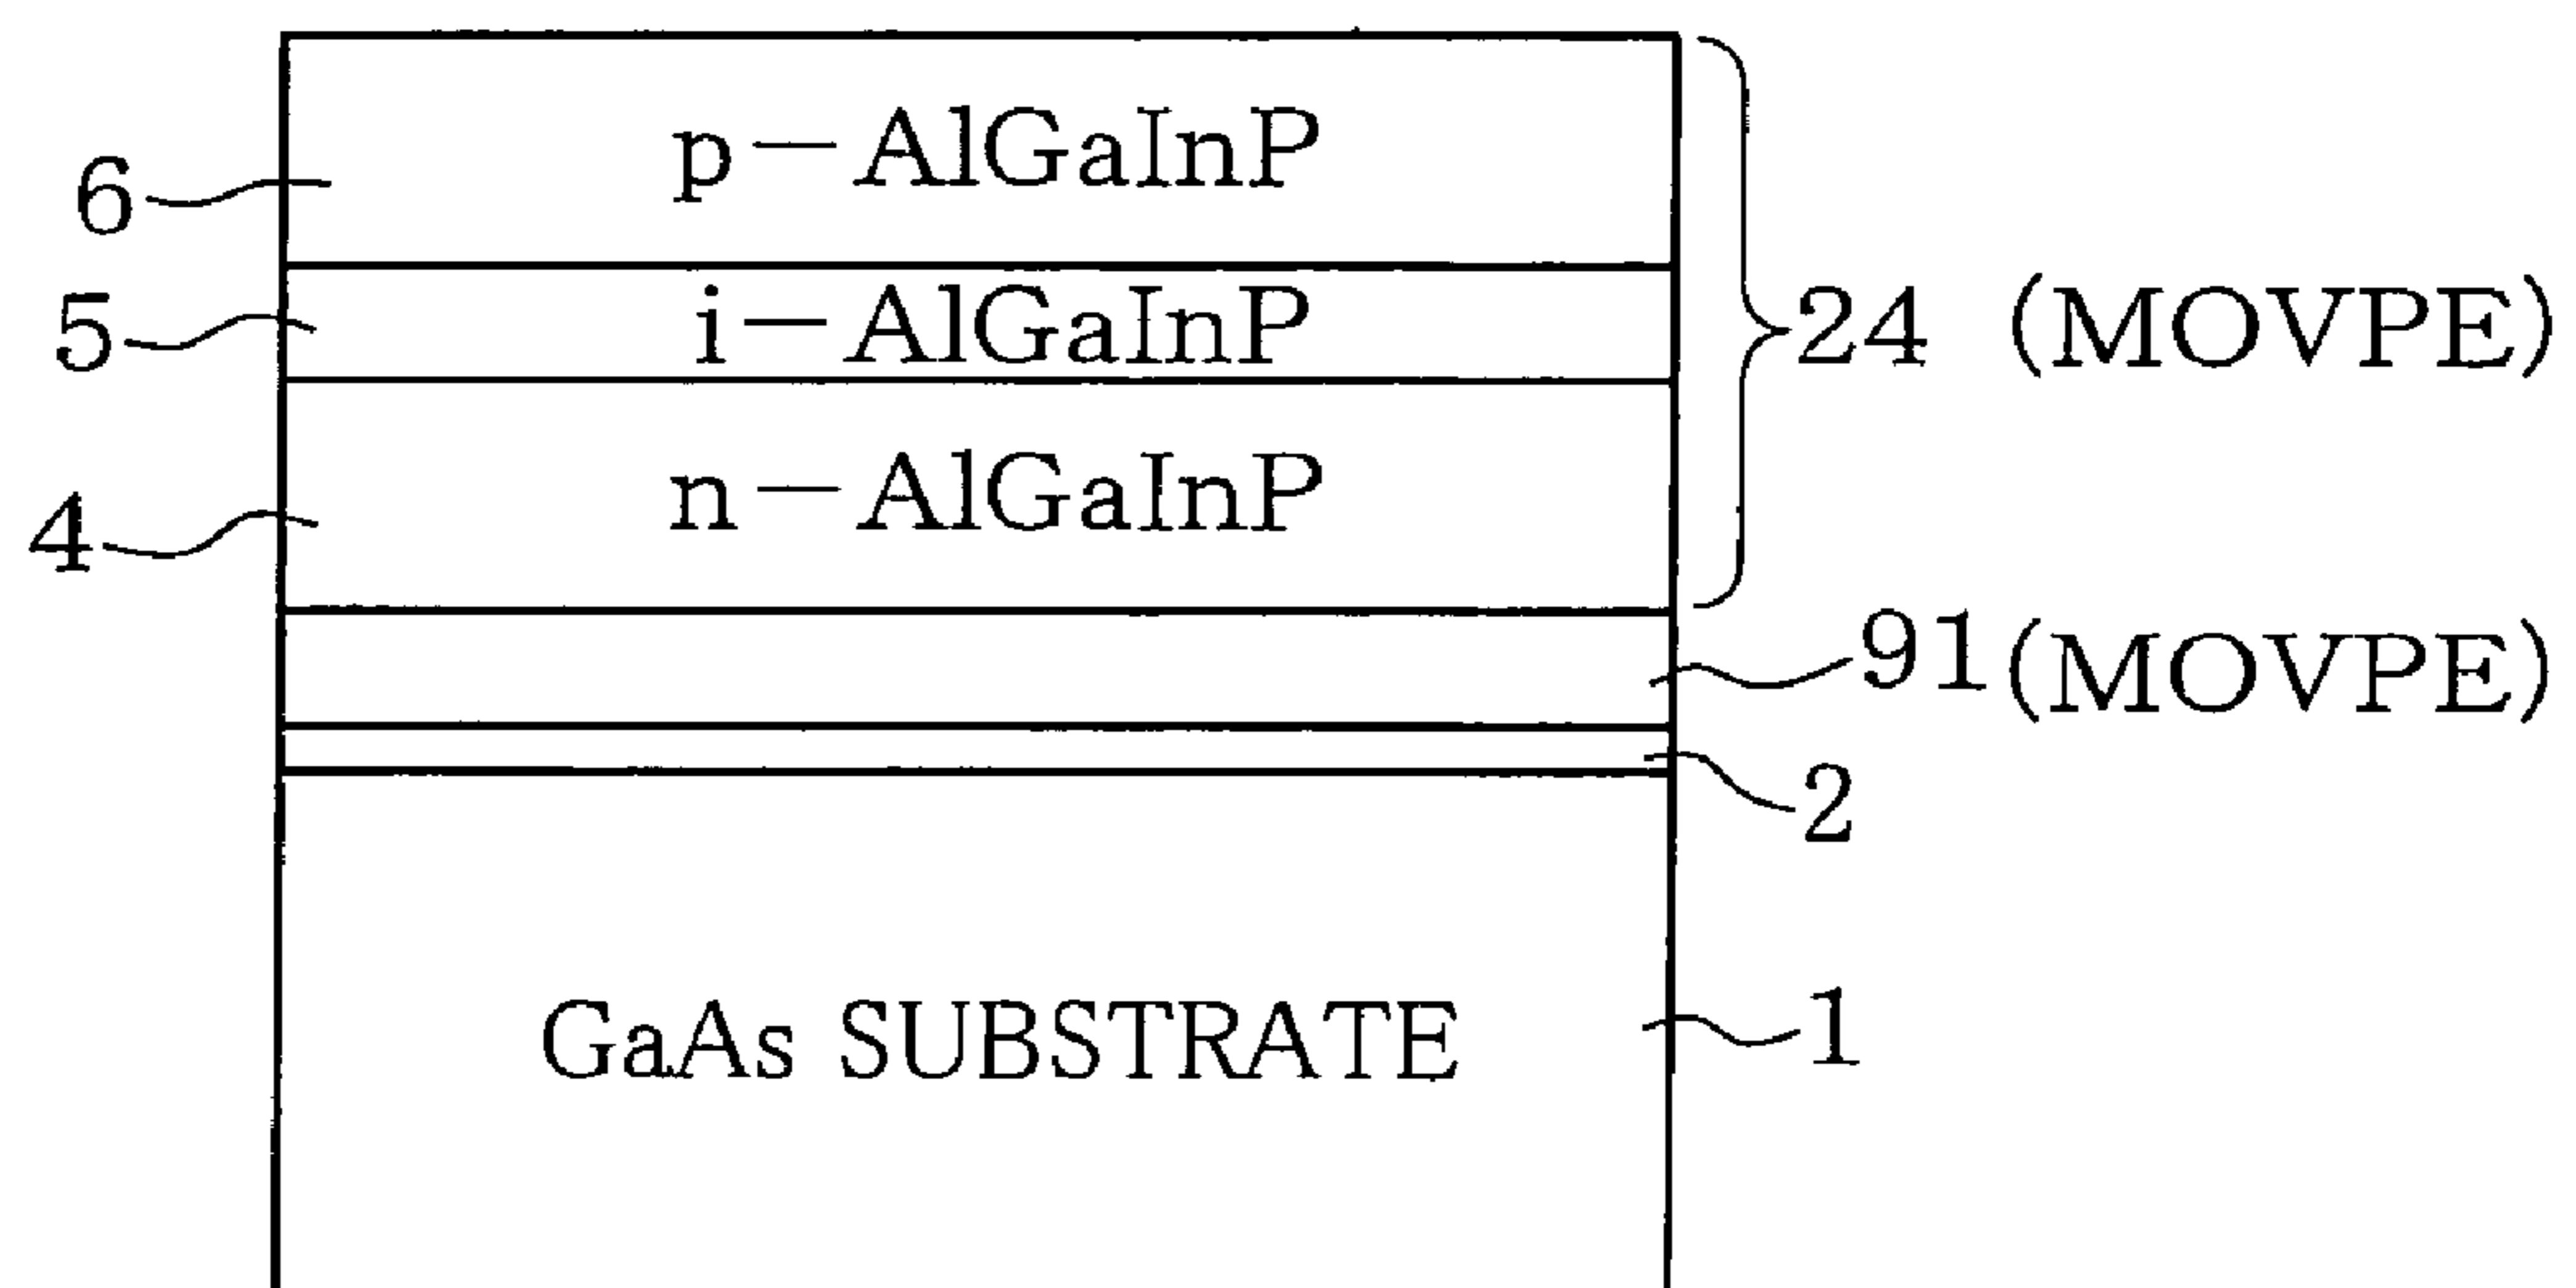 6 p－AlGaInP
5 i－AlGaInP 24 (MOVPE)
4 n－AlGaInP
91 (MOVPE)
2
GaAs SUBSTRATE 1